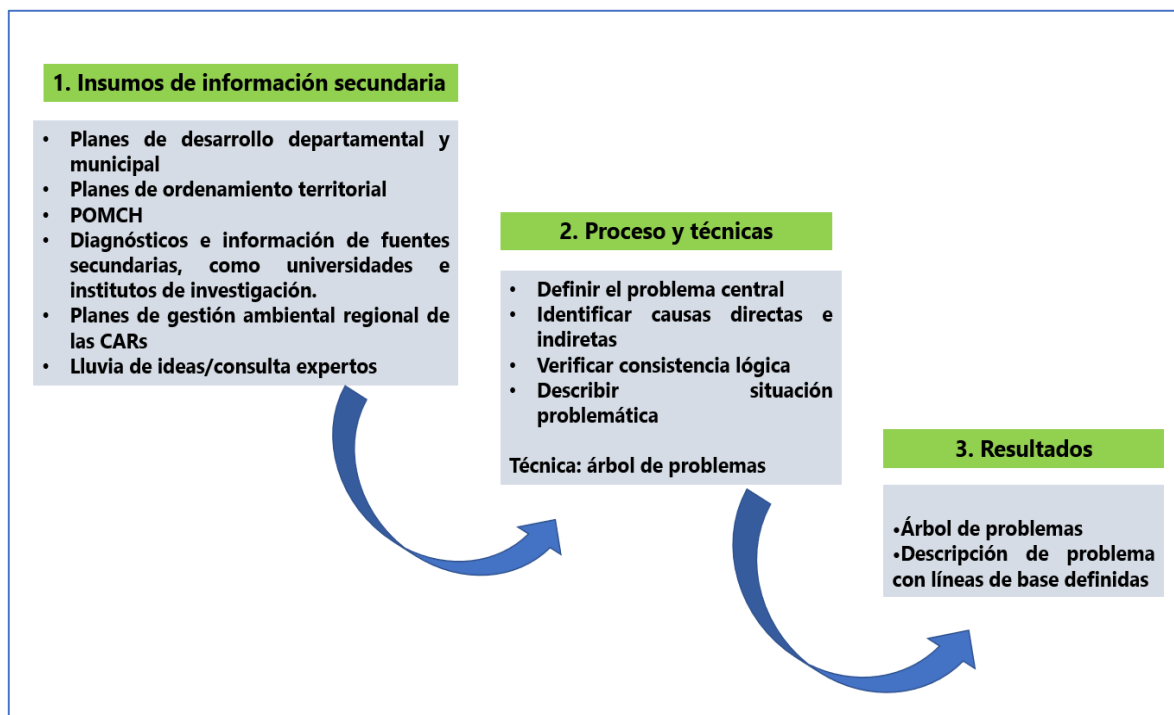 1. Insumos de información secundaria
• Planes de desarrollo departamental y
municipal
• Planes de ordenamiento territorial
• POMCH
• Diagnósticos e información de fuentes
secundarias, como universidades e
institutos de investigación.
• Planes de gestión ambiental regional de
las CARs
• Lluvia de ideas/consulta expertos
2. Proceso y técnicas
• Definir el problema central
• Identificar causas directas e
indiretas
• Verificar consistencia lógica
• Describir situación
problemática
Técnica: árbol de problemas
3. Resultados
•Árbol de problemas
•Descripción de problema
con líneas de base definidas